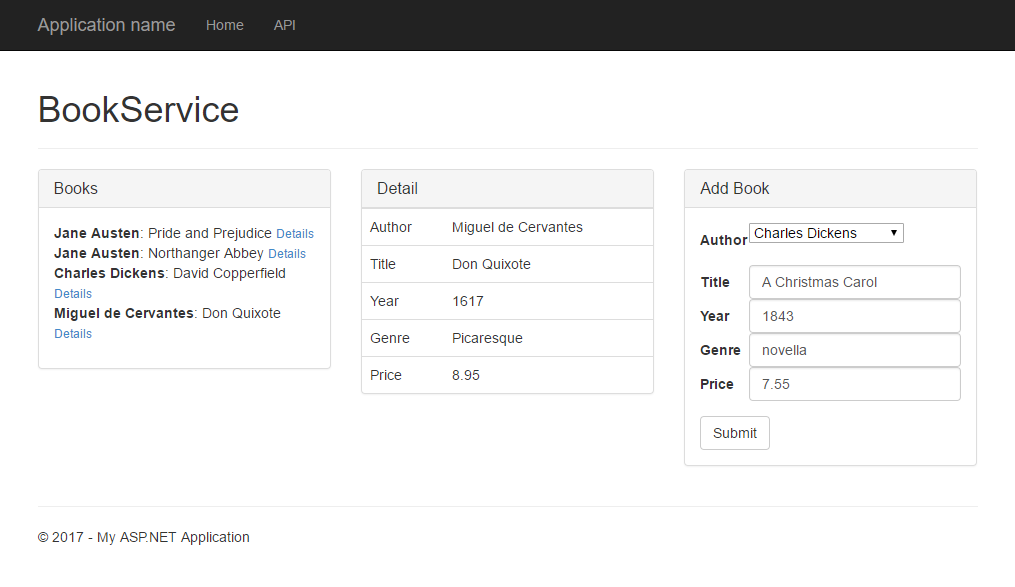 Application name Home API
BookService
Books
Jane Austen: Pride and Prejudice Details
Jane Austen: Northanger Abbey Details
Charles Dickens: David Copperfield
Details
Miguel de Cervantes: Don Quixote
Details
Detail
Author Miguel de Cervantes
Title Don Quixote
Year 1617
Genre Picaresque
Price 8.95
Add Book
Author Charles Dickens
Title A Christmas Carol
Year 1843
Genre novella
Price 7.55
Submit
© 2017 - My ASP.NET Application